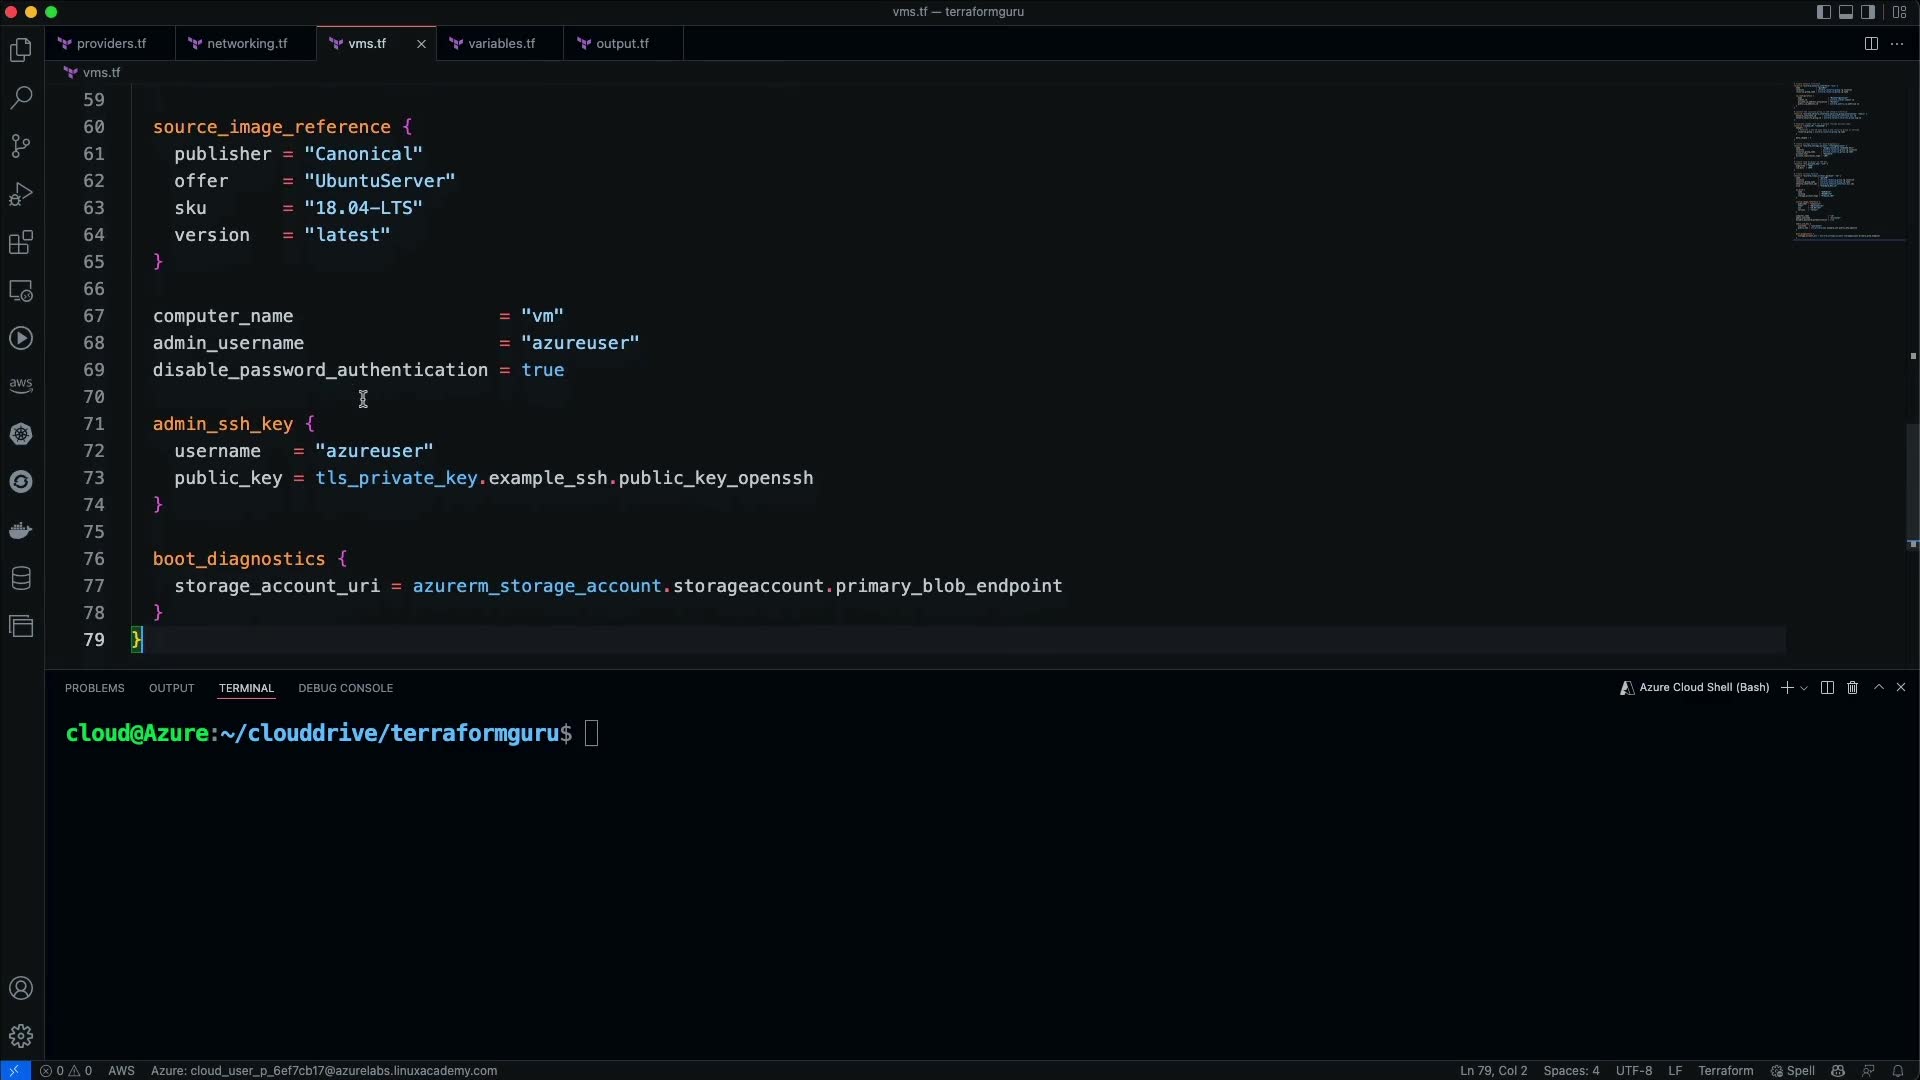 vms.tf — terraformguru
providers.tf
networking.tf
vms.tf
variables.tf
output.tf
vms.tf
59
60 source_image_reference {
61 publisher = "Canonical"
62 offer = "UbuntuServer"
63 sku = "18.04-LTS"
64 version = "latest"
65 }
66
67 computer_name = "vm"
68 admin_username = "azureuser"
69 disable_password_authentication = true
70
71 admin_ssh_key {
72 username = "azureuser"
73 public_key = tls_private_key.example_ssh.public_key_openssh
74 }
75
76 boot_diagnostics {
77 storage_account_uri = azurerm_storage_account.storageaccount.primary_blob_endpoint
78 }
79 }
aws
PROBLEMS OUTPUT TERMINAL DEBUG CONSOLE
Azure Cloud Shell (Bash)
cloud@Azure:~/clouddrive/terraformguru$
0 0 AWS Azure: cloud_user_p_6ef7cb17@azurelabs.linuxacademy.com
Ln 79, Col 2 Spaces: 4 UTF-8 LF Terraform Spell